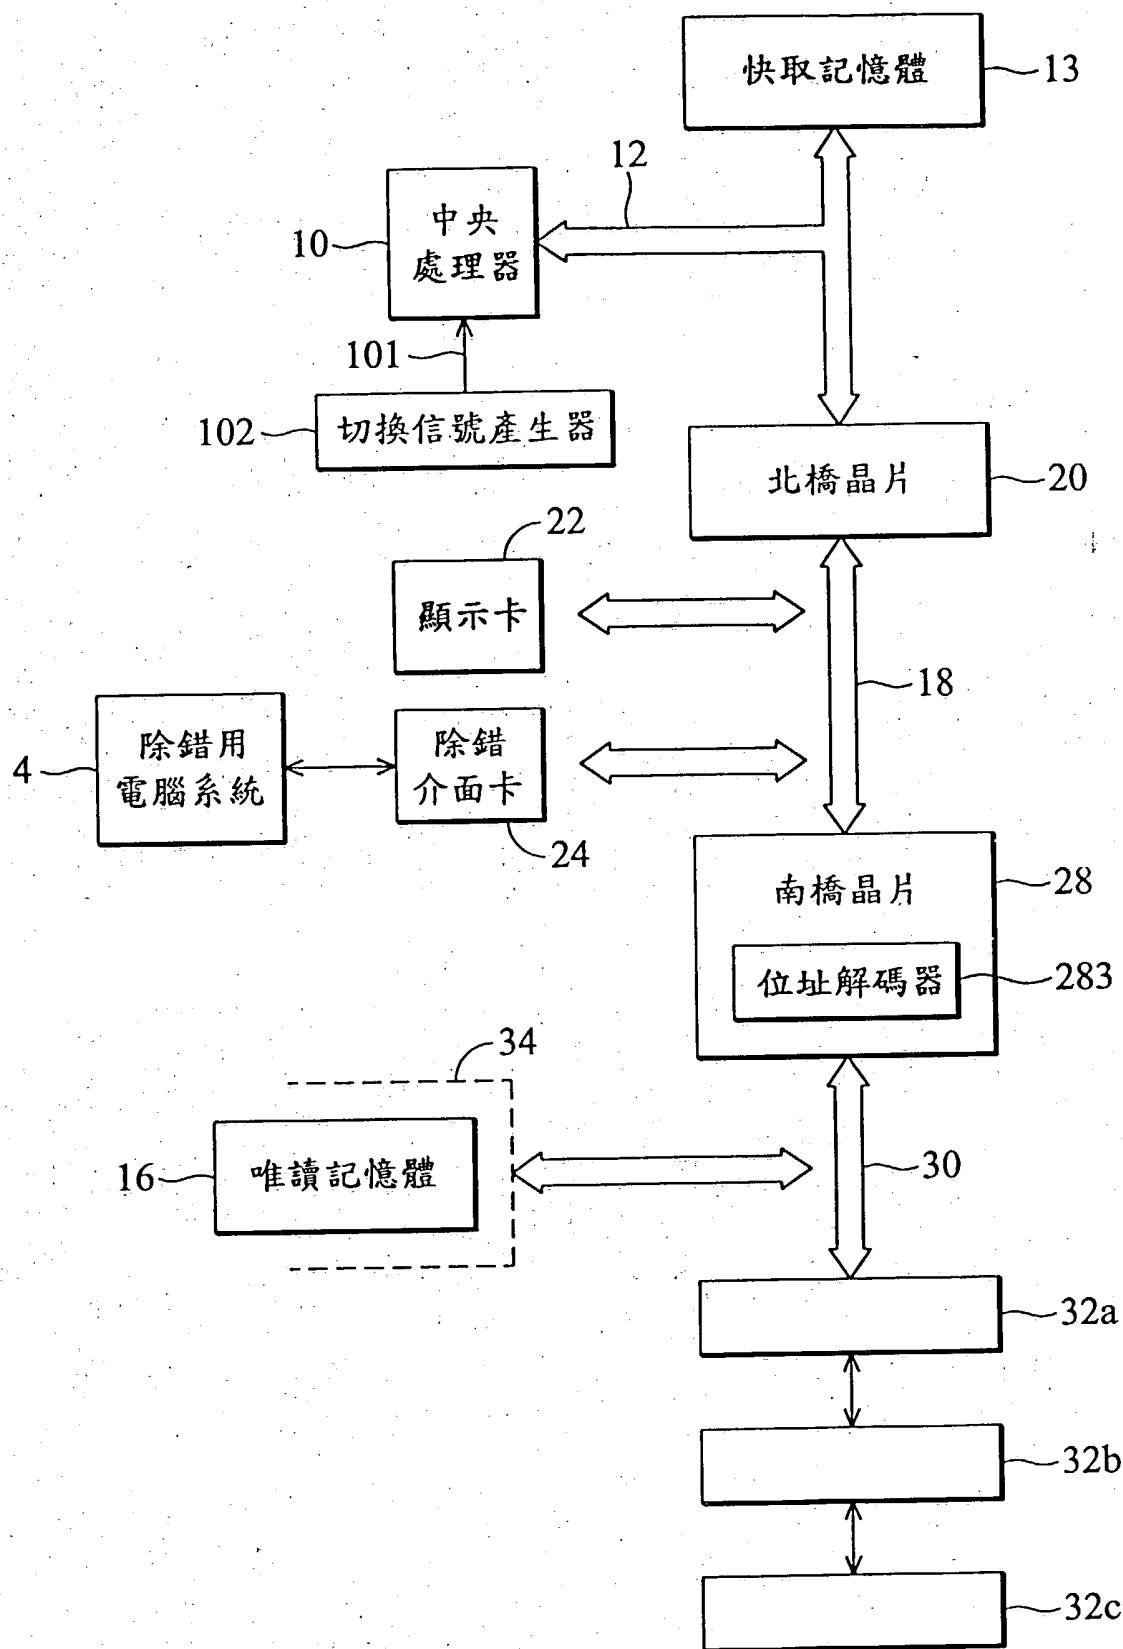 快取記憶體
13
12
中央
處理器
10
101
切換信號產生器
102
北橋晶片
20
22
顯示卡
18
除錯用
電腦系統
4
除錯
介面卡
24
南橋晶片
28
位址解碼器
283
34
唯讀記憶體
16
30
32a
32b
32c